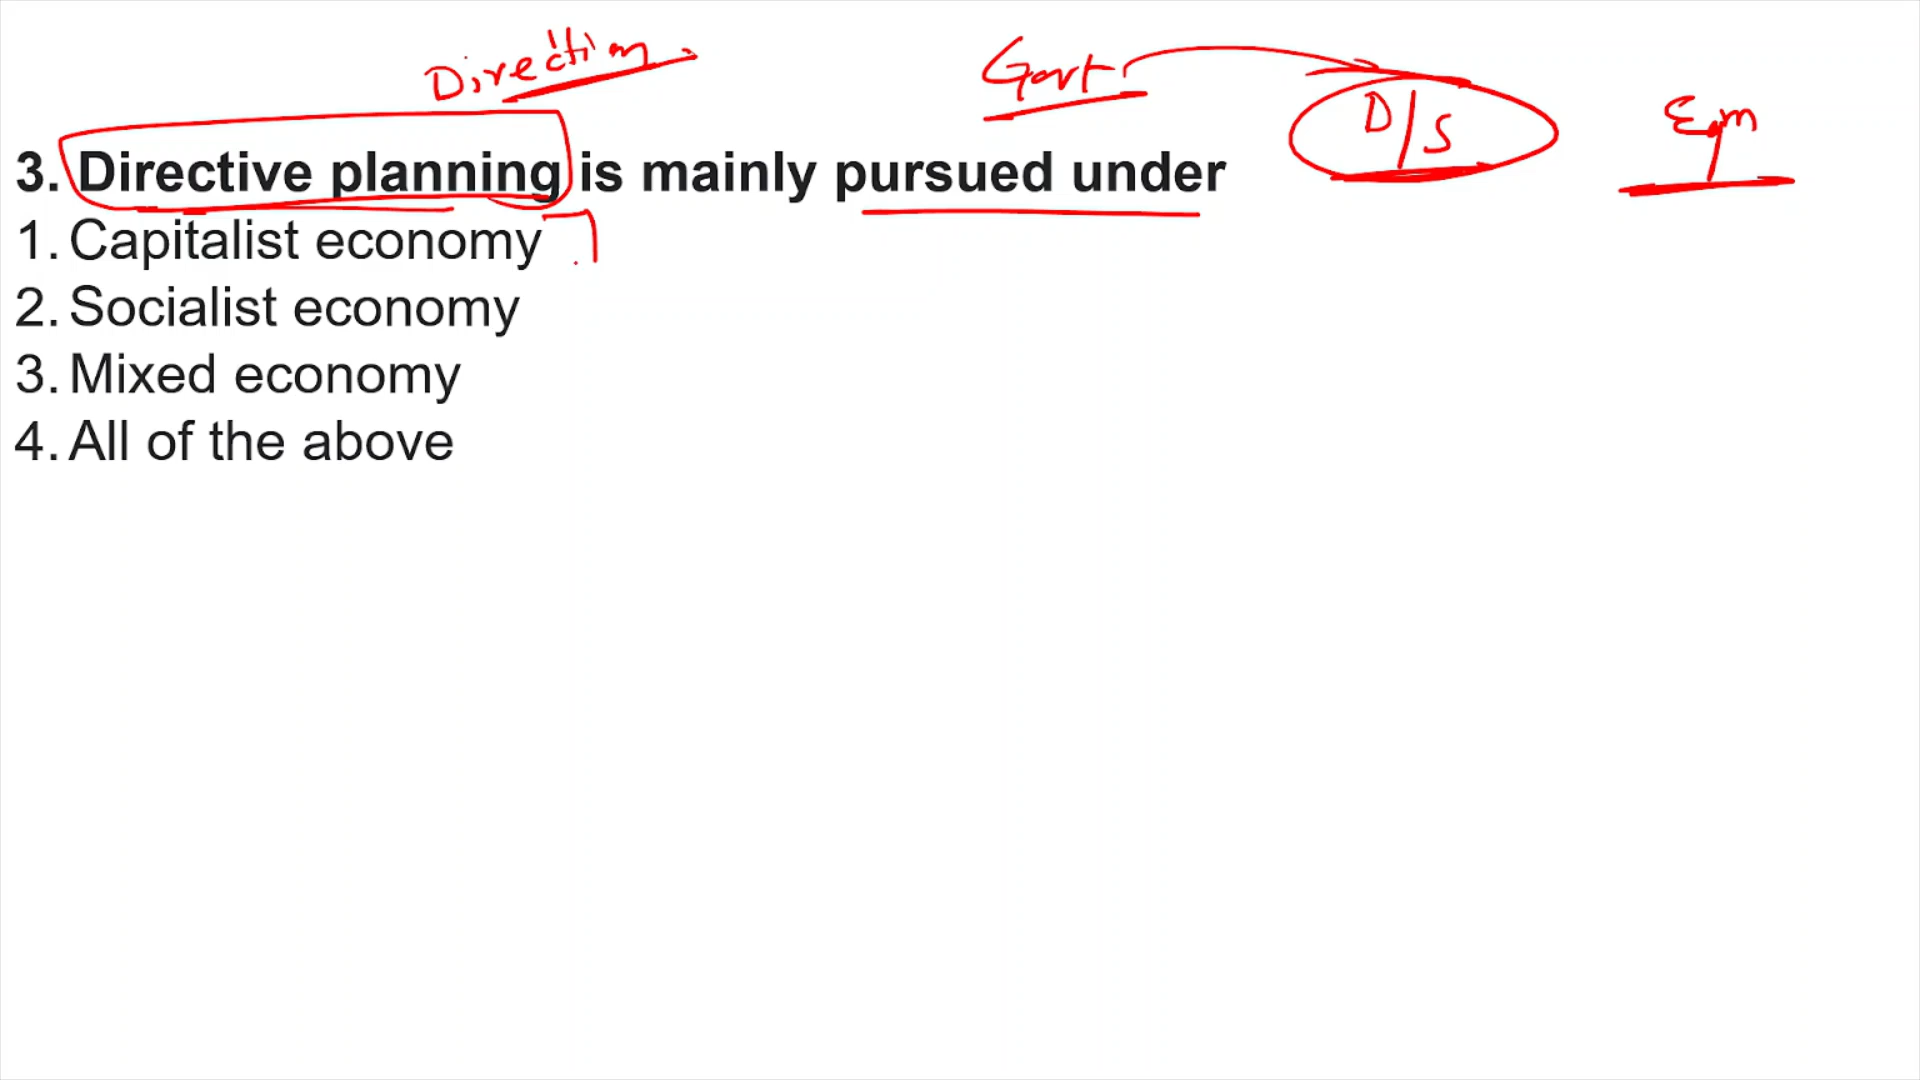 Direction
Govt
D/S
Eqm
3. Directive planning is mainly pursued under
1. Capitalist economy
2. Socialist economy
3. Mixed economy
4. All of the above